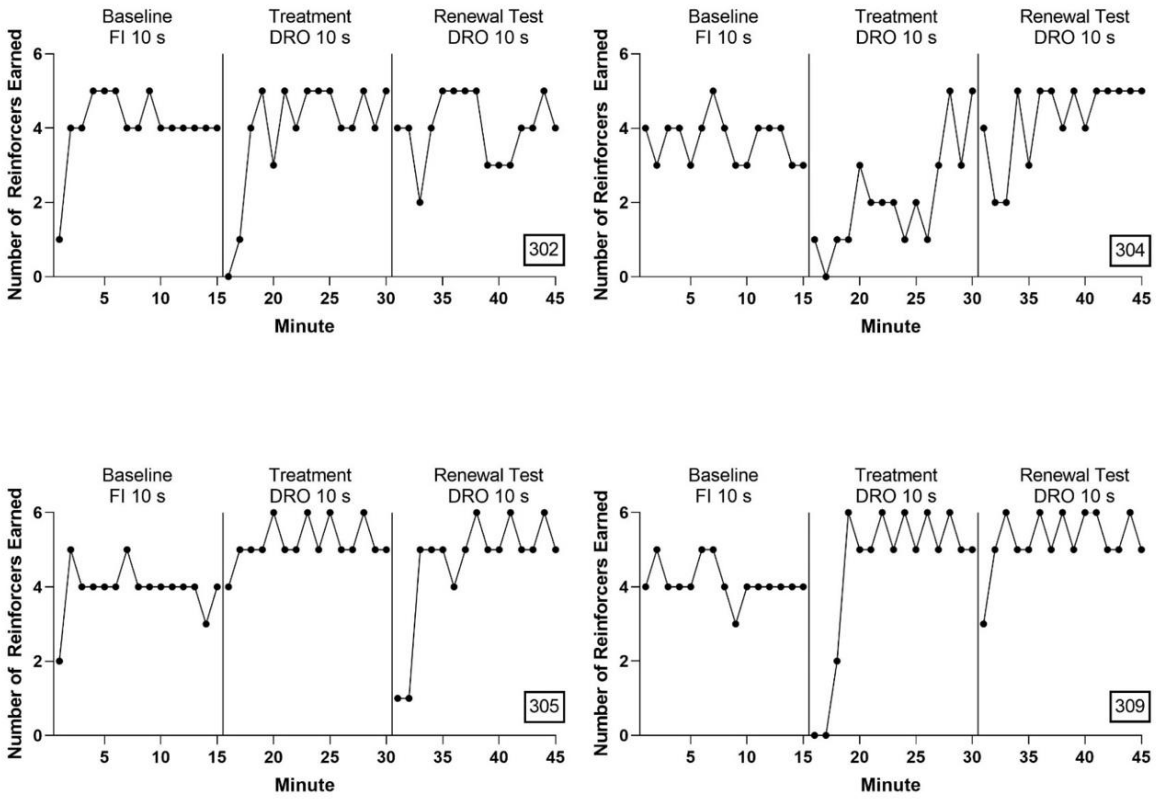 Baseline
FI 10 s
Treatment
DRO 10 s
Renewal Test
DRO 10 s
Number of Reinforcers Earned
6
4
2
0
5 10 15 20 25 30 35 40 45
Minute
302
Baseline
FI 10 s
Treatment
DRO 10 s
Renewal Test
DRO 10 s
Number of Reinforcers Earned
6
4
2
0
5 10 15 20 25 30 35 40 45
Minute
304
Baseline
FI 10 s
Treatment
DRO 10 s
Renewal Test
DRO 10 s
Number of Reinforcers Earned
6
4
2
0
5 10 15 20 25 30 35 40 45
Minute
305
Baseline
FI 10 s
Treatment
DRO 10 s
Renewal Test
DRO 10 s
Number of Reinforcers Earned
6
4
2
0
5 10 15 20 25 30 35 40 45
Minute
309